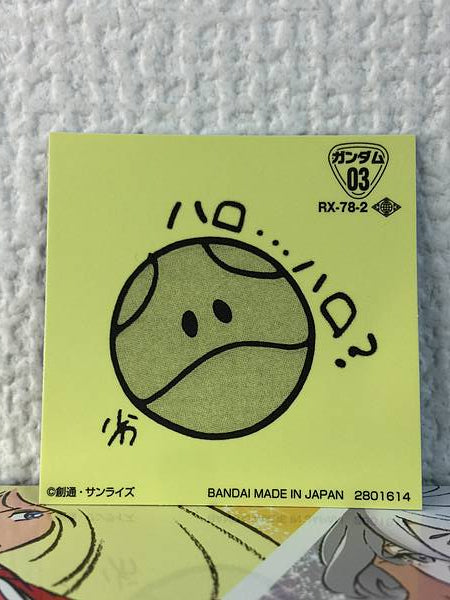 ガンダム
03
RX-78-2
ハロ...ハロ?
©創通・サンライズ
BANDAI MADE IN JAPAN 2801614